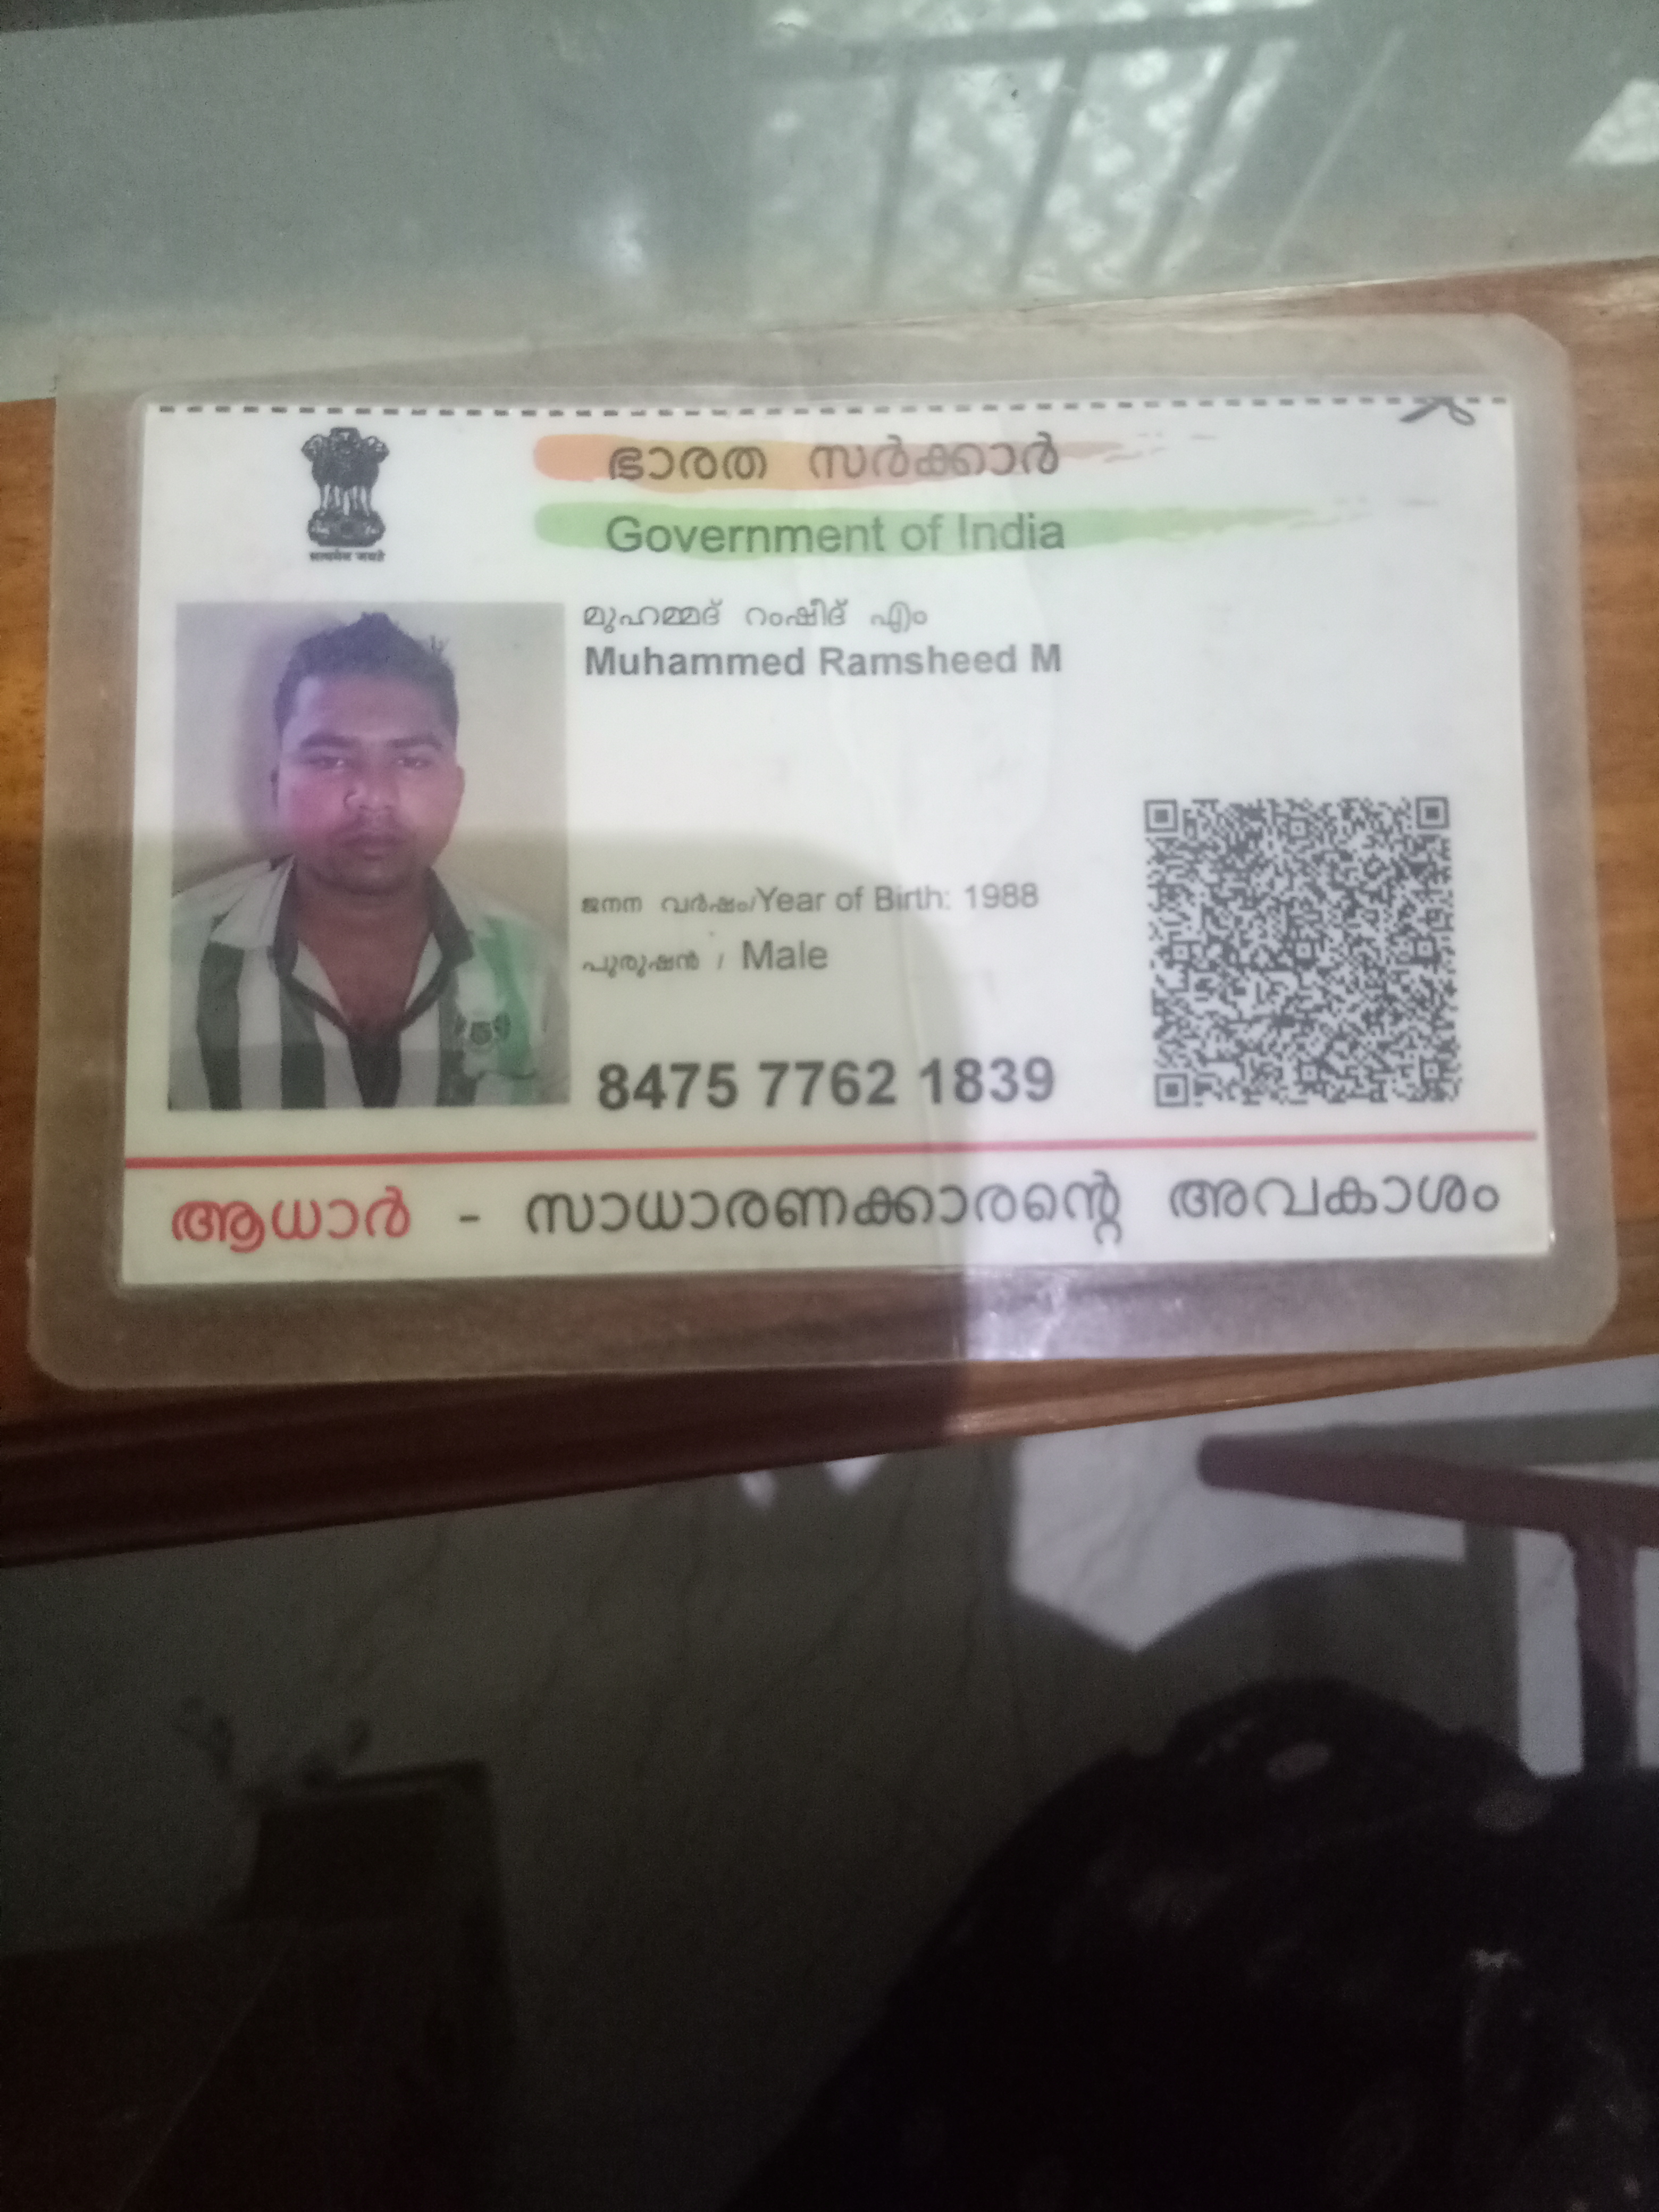 सत्यमेव जयते
ഭാരത സർക്കാർ
Government of India
മുഹമ്മദ് റംഷീദ് എം
Muhammed Ramsheed M
ജനന വർഷം/Year of Birth: 1988
പുരുഷൻ / Male
8475 7762 1839
ആധാർ - സാധാരണക്കാരന്റെ അവകാശം